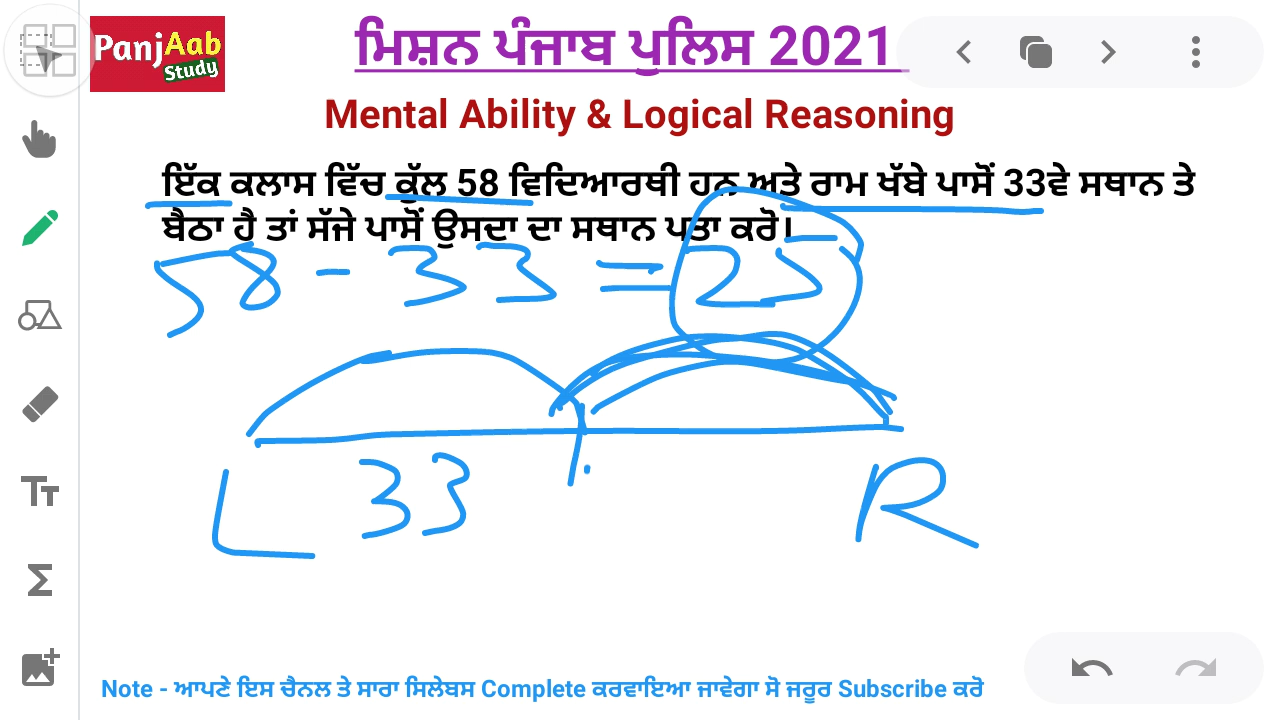 PanjAab
Study
ਮਿਸ਼ਨ ਪੰਜਾਬ ਪੁਲਿਸ 2021
Mental Ability & Logical Reasoning
ਇੱਕ ਕਲਾਸ ਵਿੱਚ ਕੁੱਲ 58 ਵਿਦਿਆਰਥੀ ਹਨ ਅਤੇ ਰਾਮ ਖੱਬੇ ਪਾਸੋਂ 33ਵੇ ਸਥਾਨ ਤੇ
ਬੈਠਾ ਹੈ ਤਾਂ ਸੱਜੇ ਪਾਸੋਂ ਉਸਦਾ ਦਾ ਸਥਾਨ ਪਤਾ ਕਰੋ।
58 - 33 = 25
L 33 R
Note - ਆਪਣੇ ਇਸ ਚੈਨਲ ਤੇ ਸਾਰਾ ਸਿਲੇਬਸ Complete ਕਰਵਾਇਆ ਜਾਵੇਗਾ ਸੋ ਜਰੂਰ Subscribe ਕਰੋ